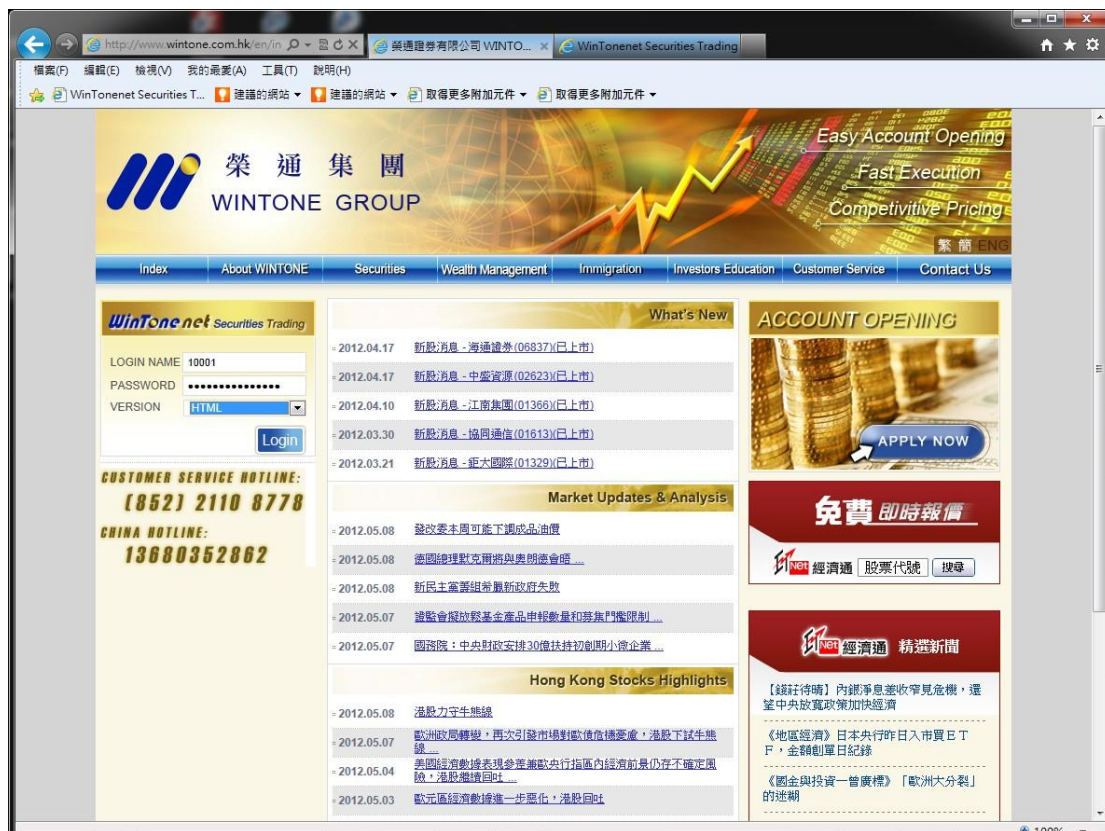 http://www.wintone.com.hk/en/in
榮通證券有限公司 WINTO...
WinTonenet Securities Trading
檔案(F) 編輯(E) 檢視(V) 我的最愛(A) 工具(T) 說明(H)
WinTonenet Securities T... 建議的網站 建議的網站 取得更多附加元件 取得更多附加元件
榮通集團
WINTONE GROUP
Easy Account Opening
Fast Execution
Competivitive Pricing
繁 簡 ENG
Index About WINTONE Securities Wealth Management Immigration Investors Education Customer Service Contact Us
WinTonenet Securities Trading
LOGIN NAME 10001
PASSWORD ●●●●●●●●●●●●●●●
VERSION HTML
Login
CUSTOMER SERVICE HOTLINE:
(852) 2110 8778
CHINA HOTLINE:
13680352862
What's New
2012.04.17 新股消息 - 海通證券(06837)(已上市)
2012.04.17 新股消息 - 中盛資源(02623)(已上市)
2012.04.10 新股消息 - 江南集團(01366)(已上市)
2012.03.30 新股消息 - 協同通信(01613)(已上市)
2012.03.21 新股消息 - 鉅大國際(01329)(已上市)
Market Updates & Analysis
2012.05.08 發改委本周可能下調成品油價
2012.05.08 德國總理默克爾將與奧朗德會晤 ...
2012.05.08 新民主黨籌組希臘新政府失敗
2012.05.07 證監會擬放鬆基金產品申報數量和募集門檻限制 ...
2012.05.07 國務院：中央財政安排30億扶持初創期小微企業 ...
Hong Kong Stocks Highlights
2012.05.08 港股力守牛熊線
2012.05.07 歐洲政局轉變，再次引發市場對歐債危機憂慮，港股下試牛熊
線 ...
2012.05.04 美國經濟數據表現參差兼歐央行指區內經濟前景仍存不確定風
險，港股繼續回吐 ...
2012.05.03 歐元區經濟數據進一步惡化，港股回吐
ACCOUNT OPENING
APPLY NOW
免費 即時報價
Net 經濟通 股票代號 搜尋
Net 經濟通 精選新聞
【錢莊待晴】內銀淨息差收窄見危機，還
望中央放寬政策加快經濟
《地區經濟》日本央行昨日入市買ＥＴ
Ｆ，金額創單日紀錄
《國金與投資－曾廣標》「歐洲大分裂」
的迷糊
100%